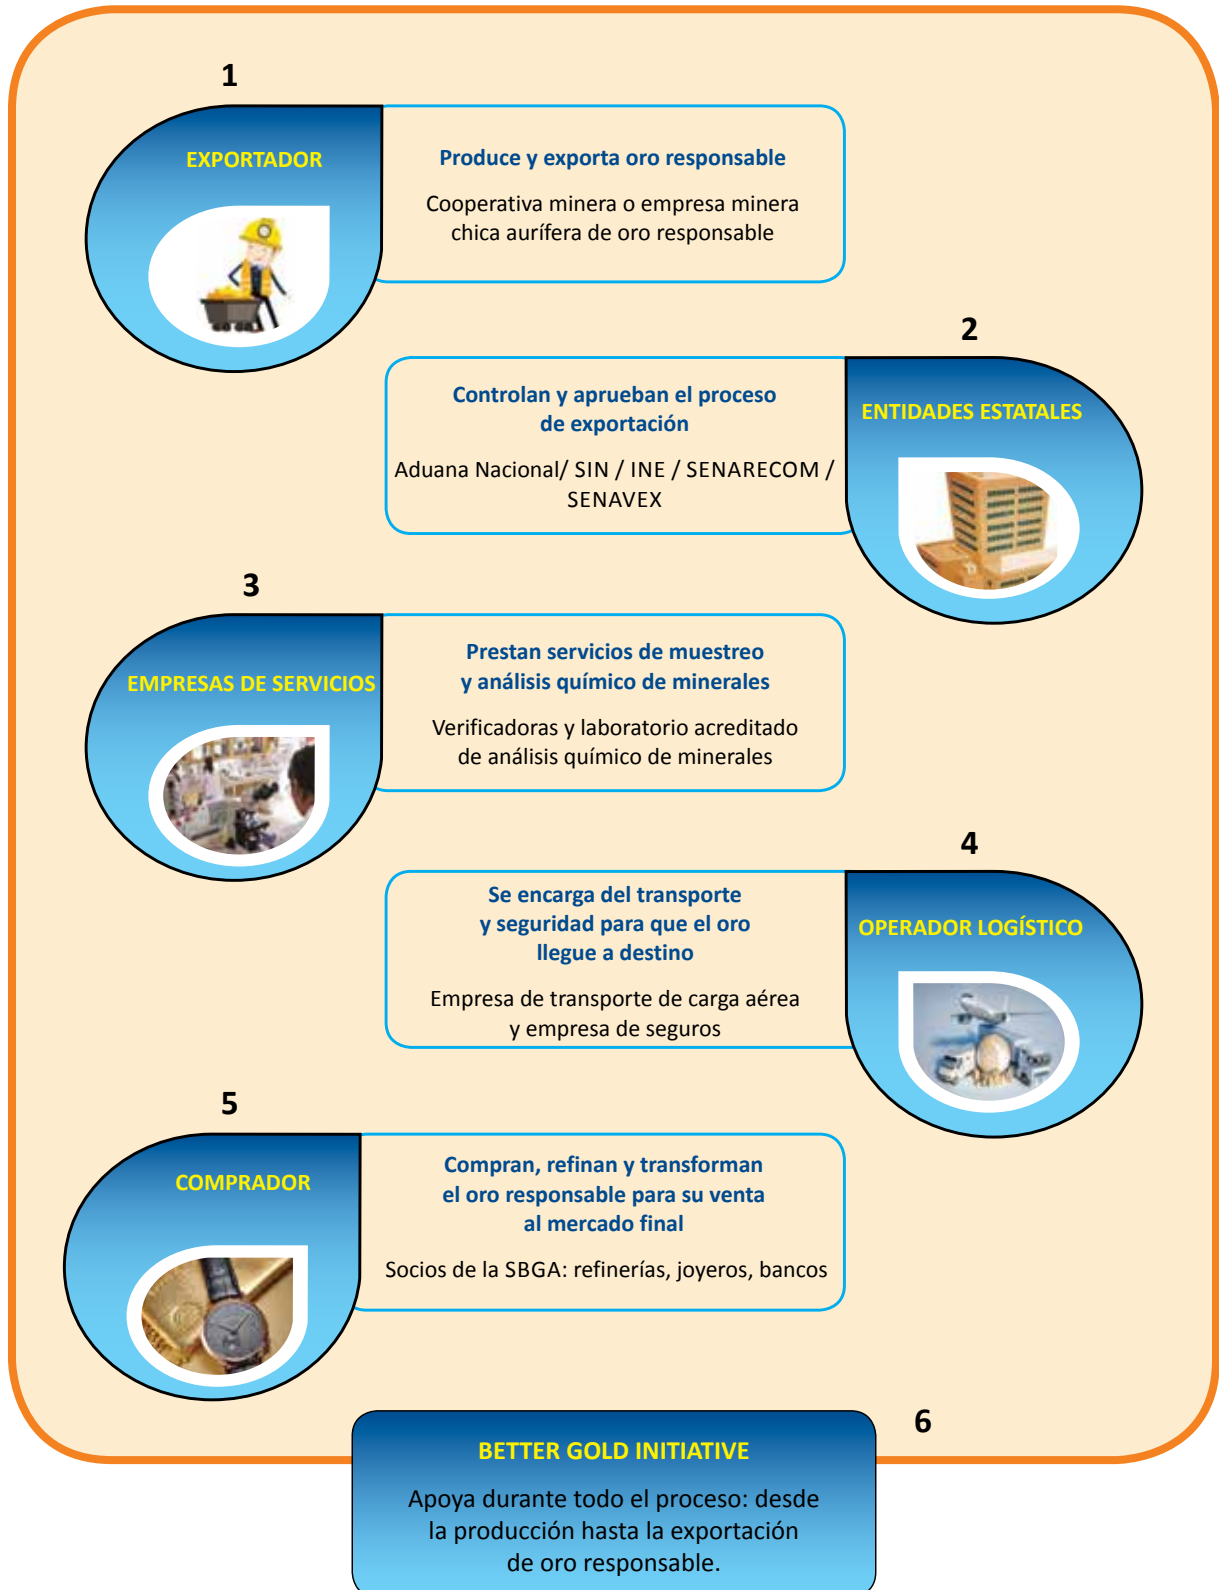 1
EXPORTADOR
Produce y exporta oro responsable
Cooperativa minera o empresa minera
chica aurífera de oro responsable
2
ENTIDADES ESTATALES
Controlan y aprueban el proceso
de exportación
Aduana Nacional/ SIN / INE / SENARECOM /
SENAVEX
3
EMPRESAS DE SERVICIOS
Prestan servicios de muestreo
y análisis químico de minerales
Verificadoras y laboratorio acreditado
de análisis químico de minerales
4
OPERADOR LOGÍSTICO
Se encarga del transporte
y seguridad para que el oro
llegue a destino
Empresa de transporte de carga aérea
y empresa de seguros
5
COMPRADOR
Compran, refinan y transforman
el oro responsable para su venta
al mercado final
Socios de la SBGA: refinerías, joyeros, bancos
6
BETTER GOLD INITIATIVE
Apoya durante todo el proceso: desde
la producción hasta la exportación
de oro responsable.